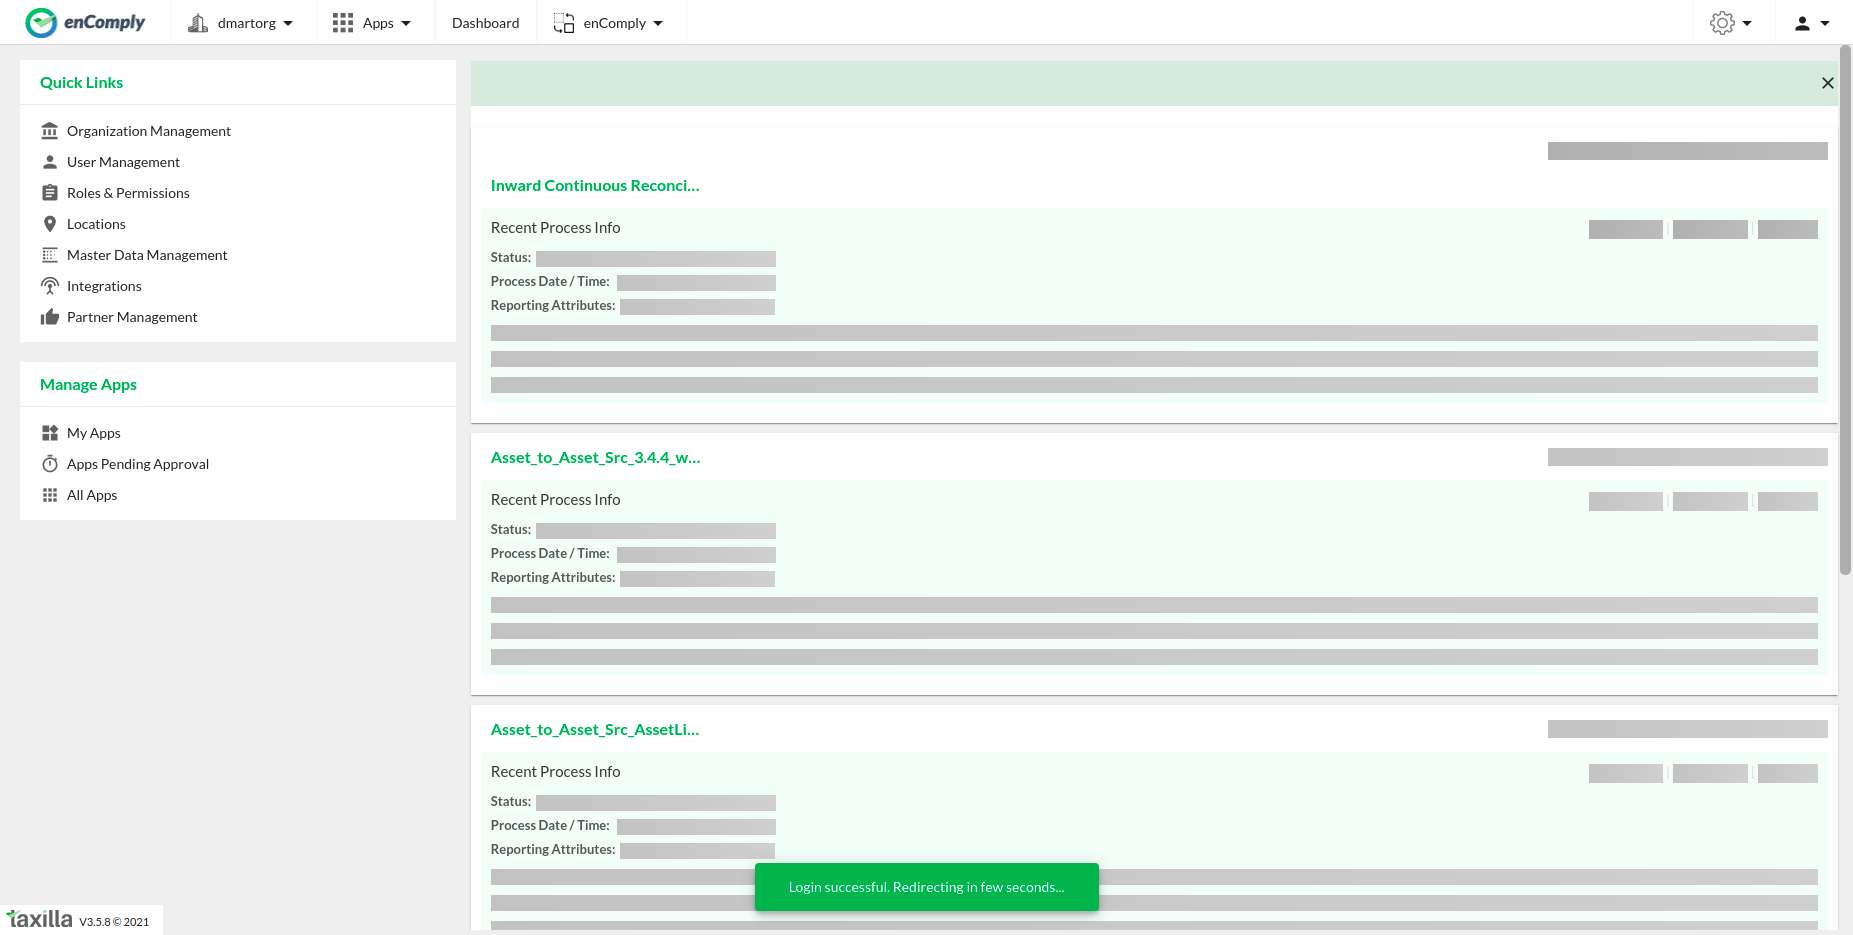 enComply
dmartorg
Apps
Dashboard
enComply
Quick Links
Organization Management
User Management
Roles & Permissions
Locations
Master Data Management
Integrations
Partner Management
Manage Apps
My Apps
Apps Pending Approval
All Apps
Inward Continuous Reconci...
Recent Process Info
Status:
Process Date / Time:
Reporting Attributes:
Asset_to_Asset_Src_3.4.4_w...
Recent Process Info
Status:
Process Date / Time:
Reporting Attributes:
Asset_to_Asset_Src_AssetLi...
Recent Process Info
Status:
Process Date / Time:
Reporting Attributes:
Login successful. Redirecting in few seconds...
taxilla V3.5.8 © 2021